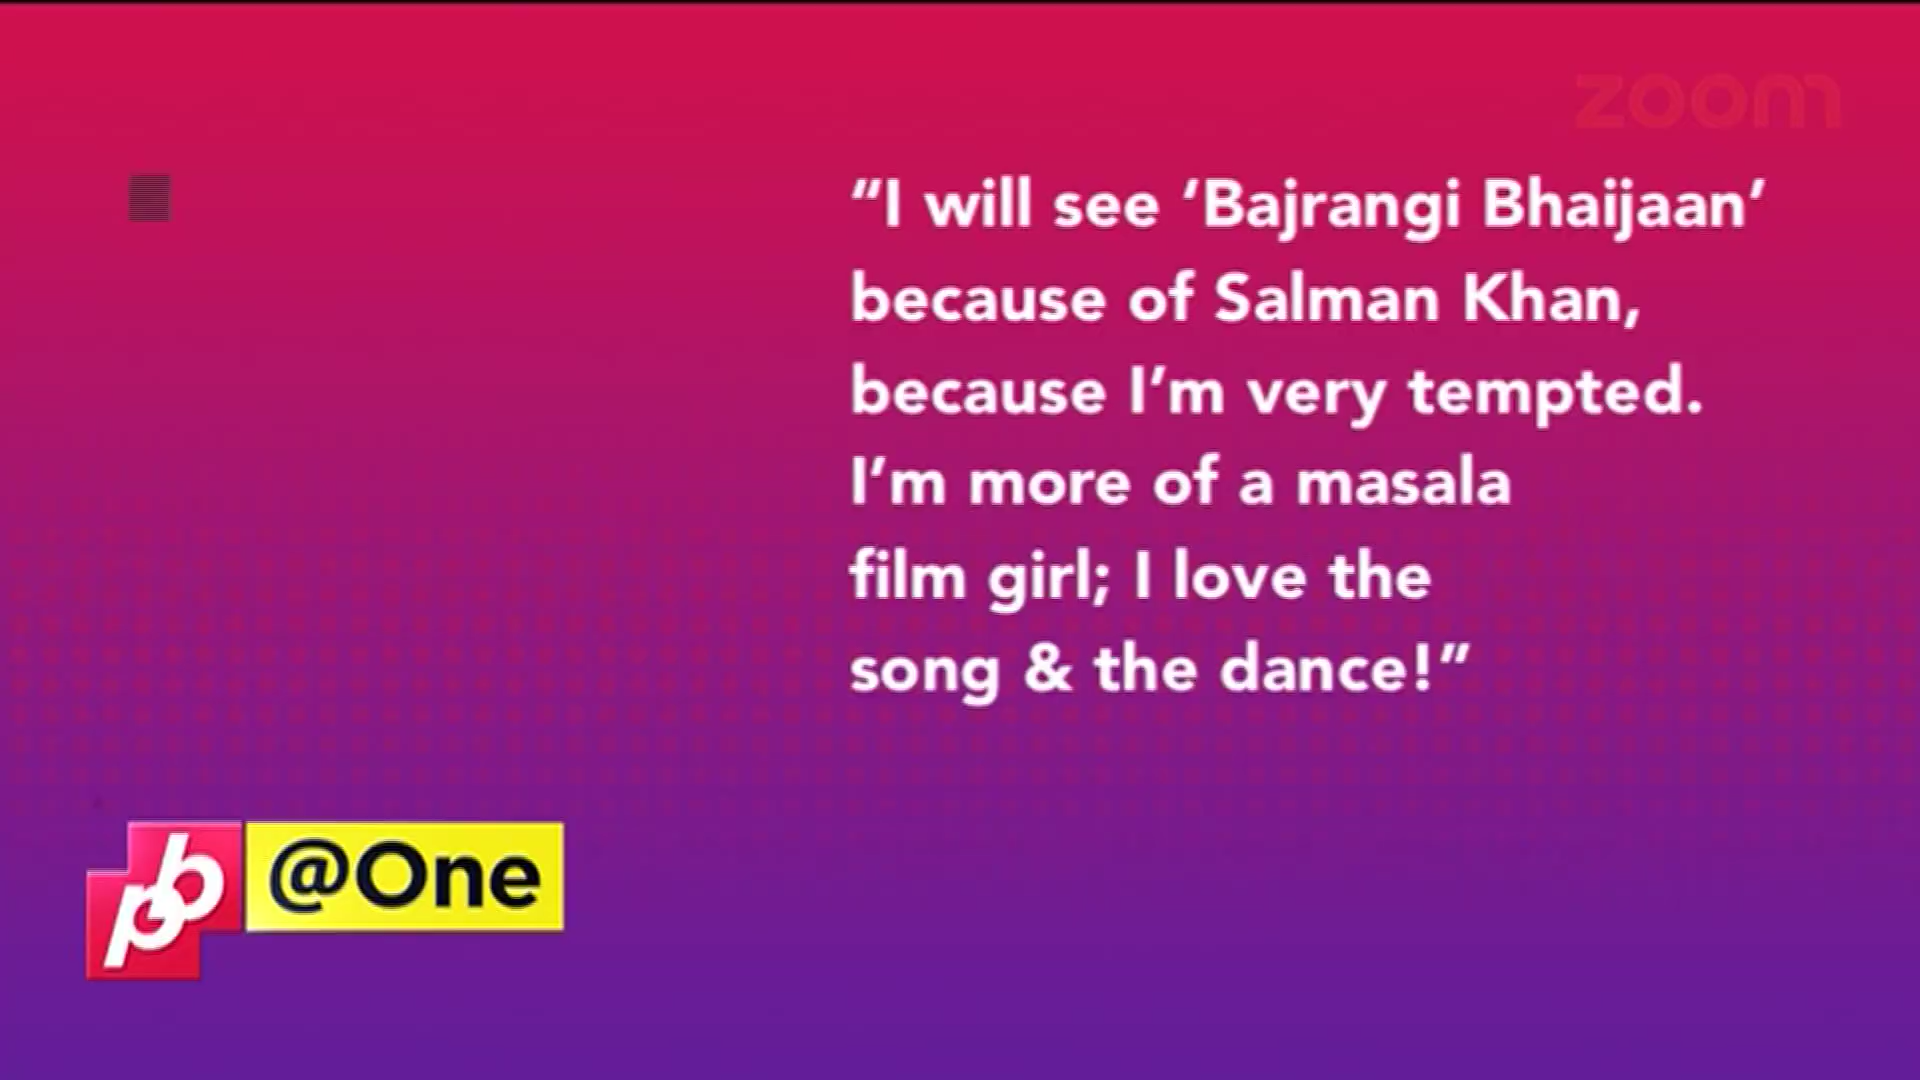 zoom
“I will see ‘Bajrangi Bhaijaan’
because of Salman Khan,
because I’m very tempted.
I’m more of a masala
film girl; I love the
song & the dance!”
pb @One